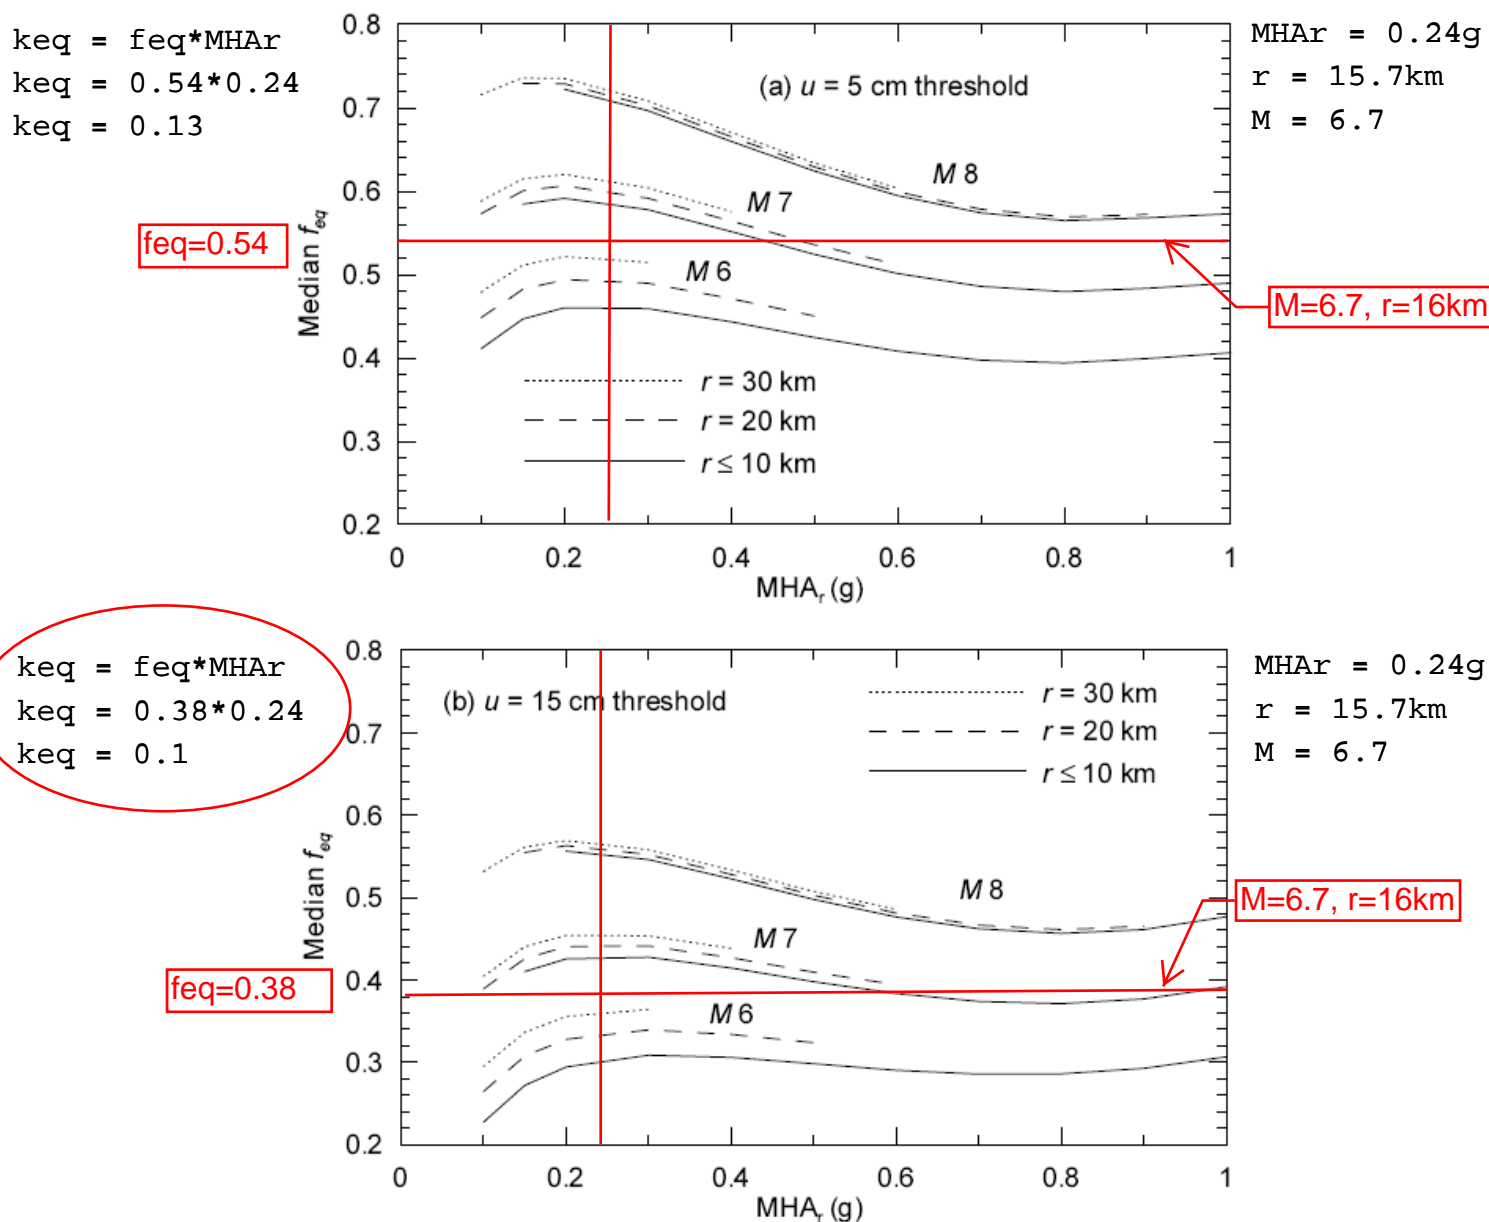 keq = feq*MHAr
keq = 0.54*0.24
keq = 0.13
MHAr = 0.24g
r = 15.7km
M = 6.7
0.8
0.7
0.6
0.5
0.4
0.3
0.2
Median feq
(a) u = 5 cm threshold
M 8
M 7
M 6
feq=0.54
M=6.7, r=16km
r = 30 km
r = 20 km
r ≤ 10 km
0 0.2 0.4 0.6 0.8 1
MHAr (g)
keq = feq*MHAr
keq = 0.38*0.24
keq = 0.1
MHAr = 0.24g
r = 15.7km
M = 6.7
0.8
0.7
0.6
0.5
0.4
0.3
0.2
Median feq
(b) u = 15 cm threshold
r = 30 km
r = 20 km
r ≤ 10 km
M 8
M 7
M 6
M=6.7, r=16km
feq=0.38
0 0.2 0.4 0.6 0.8 1
MHAr (g)